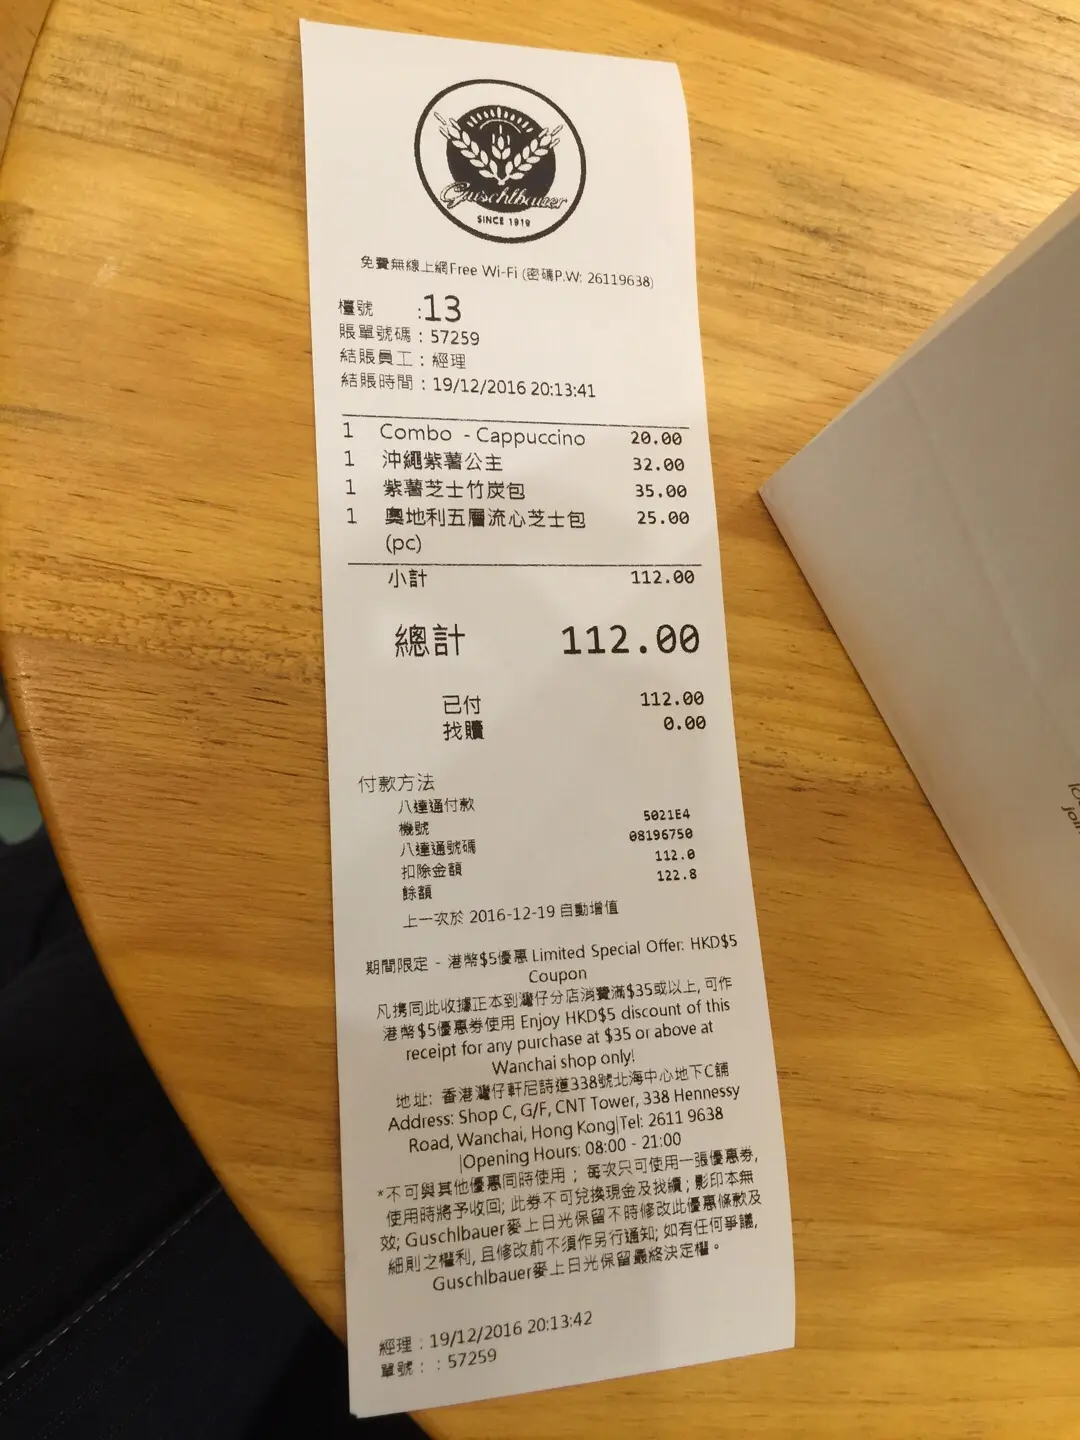 Guschlbauer
SINCE 1919
免費無線上網Free Wi-Fi (密碼P.W: 26119638)
檯號 :13
賬單號碼 : 57259
結賬員工 : 經理
結賬時間 : 19/12/2016 20:13:41
1 Combo - Cappuccino 20.00
1 沖繩紫薯公主 32.00
1 紫薯芝士竹炭包 35.00
1 奧地利五層流心芝士包 25.00
(pc)
小計 112.00
總計 112.00
已付 112.00
找贖 0.00
付款方法
八達通付款
機號 5021E4
八達通號碼 08196750
扣除金額 112.0
餘額 122.8
上一次於 2016-12-19 自動增值
期間限定 - 港幣$5優惠 Limited Special Offer: HKD$5
Coupon
凡携同此收據正本到灣仔分店消費滿$35或以上, 可作
港幣$5優惠券使用 Enjoy HKD$5 discount of this
receipt for any purchase at $35 or above at
Wanchai shop only!
地址: 香港灣仔軒尼詩道338號北海中心地下C舖
Address: Shop C, G/F, CNT Tower, 338 Hennessy
Road, Wanchai, Hong Kong|Tel: 2611 9638
|Opening Hours: 08:00 - 21:00
*不可與其他優惠同時使用 ; 每次只可使用一張優惠券,
使用時將予收回; 此券不可兌換現金及找續 ; 影印本無
效; Guschlbauer麥上日光保留不時修改此優惠條款及
細則之權利, 且修改前不須作另行通知; 如有任何爭議,
Guschlbauer麥上日光保留最終決定權。
經理 : 19/12/2016 20:13:42
單號 : : 57259